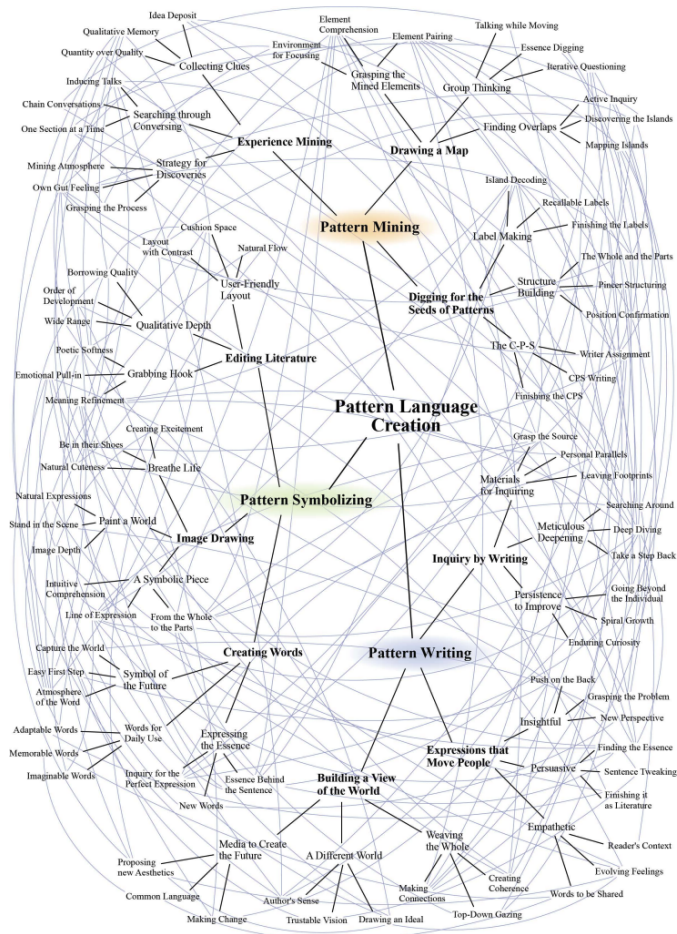 Idea Deposit
Qualitative Memory
Quantity over Quality
Collecting Clues
Inducing Talks
Chain Conversations
One Section at a Time
Searching through
Conversing
Mining Atmosphere
Own Gut Feeling
Grasping the Process
Strategy for
Discoveries
Experience Mining
Element
Comprehension
Environment
for Focusing
Element Pairing
Grasping the
Mined Elements
Talking while Moving
Essence Digging
Iterative Questioning
Group Thinking
Active Inquiry
Discovering the Islands
Mapping Islands
Finding Overlaps
Drawing a Map
Pattern Mining
Island Decoding
Recallable Labels
Finishing the Labels
Label Making
The Whole and the Parts
Pincer Structuring
Position Confirmation
Structure
Building
Digging for the
Seeds of Patterns
The C-P-S
Writer Assignment
CPS Writing
Finishing the CPS
Cushion Space
Layout
with Contrast
Natural Flow
User-Friendly
Layout
Borrowing Quality
Order of
Development
Wide Range
Qualitative Depth
Editing Literature
Poetic Softness
Emotional Pull-in
Meaning Refinement
Grabbing Hook
Pattern Language
Creation
Creating Excitement
Be in their Shoes
Natural Cuteness
Breathe Life
Pattern Symbolizing
Natural Expressions
Stand in the Scene
Image Depth
Paint a World
Image Drawing
Intuitive
Comprehension
A Symbolic Piece
Line of Expression
From the Whole
to the Parts
Grasp the Source
Personal Parallels
Leaving Footprints
Materials
for Inquiring
Searching Around
Deep Diving
Take a Step Back
Meticulous
Deepening
Inquiry by Writing
Persistence
to Improve
Going Beyond
the Individual
Spiral Growth
Enduring Curiosity
Creating Words
Pattern Writing
Capture the World
Easy First Step
Atmosphere
of the Word
Symbol of
the Future
Adaptable Words
Memorable Words
Imaginable Words
Words for
Daily Use
Expressing
the Essence
Inquiry for the
Perfect Expression
Essence Behind
the Sentence
New Words
Push on the Back
Grasping the Problem
New Perspective
Insightful
Expressions that
Move People
Finding the Essence
Sentence Tweaking
Finishing it
as Literature
Persuasive
Empathetic
Reader's Context
Evolving Feelings
Words to be Shared
Building a View
of the World
Media to Create
the Future
Proposing
new Aesthetics
Common Language
Making Change
A Different World
Author's Sense
Trustable Vision
Drawing an Ideal
Weaving
the Whole
Making
Connections
Creating
Coherence
Top-Down Gazing